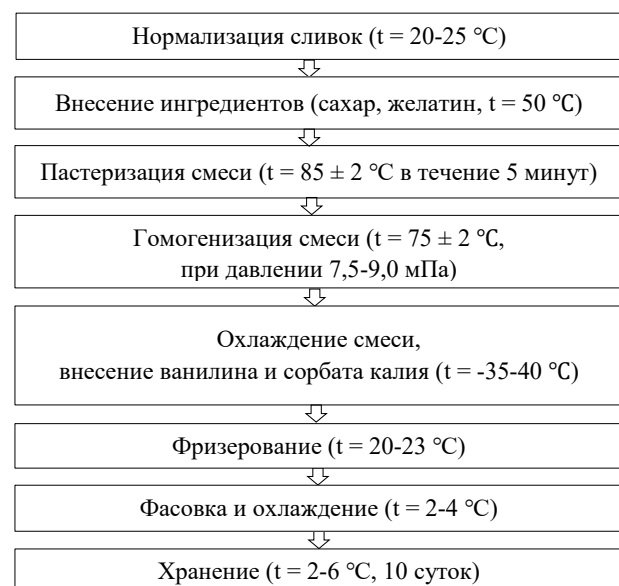 Нормализация сливок (t = 20-25 ℃)
Внесение ингредиентов (сахар, желатин, t = 50 ℃)
Пастеризация смеси (t = 85 ± 2 ℃ в течение 5 минут)
Гомогенизация смеси (t = 75 ± 2 ℃,
при давлении 7,5-9,0 мПа)
Охлаждение смеси,
внесение ванилина и сорбата калия (t = -35-40 ℃)
Фризерование (t = 20-23 ℃)
Фасовка и охлаждение (t = 2-4 ℃)
Хранение (t = 2-6 ℃, 10 суток)